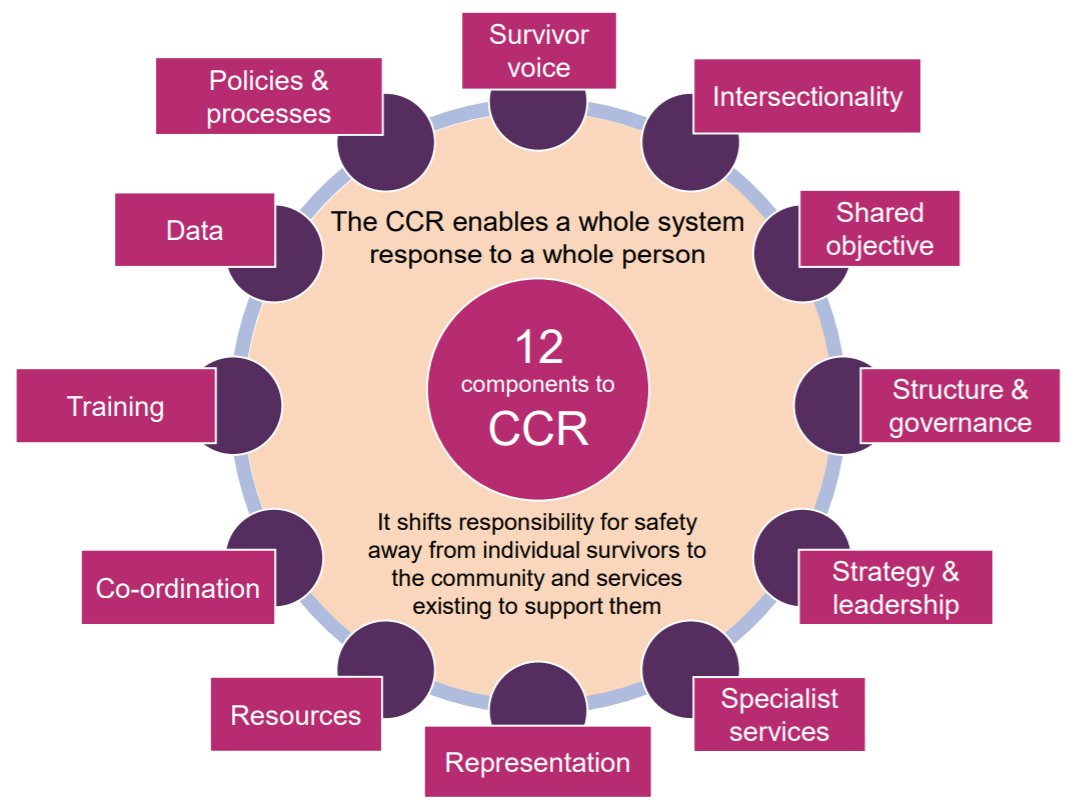 Survivor
voice
Intersectionality
Shared
objective
Structure &
governance
Strategy &
leadership
Specialist
services
Representation
Resources
Co-ordination
Training
Data
Policies &
processes
The CCR enables a whole system
response to a whole person
12
components to
CCR
It shifts responsibility for safety
away from individual survivors to
the community and services
existing to support them